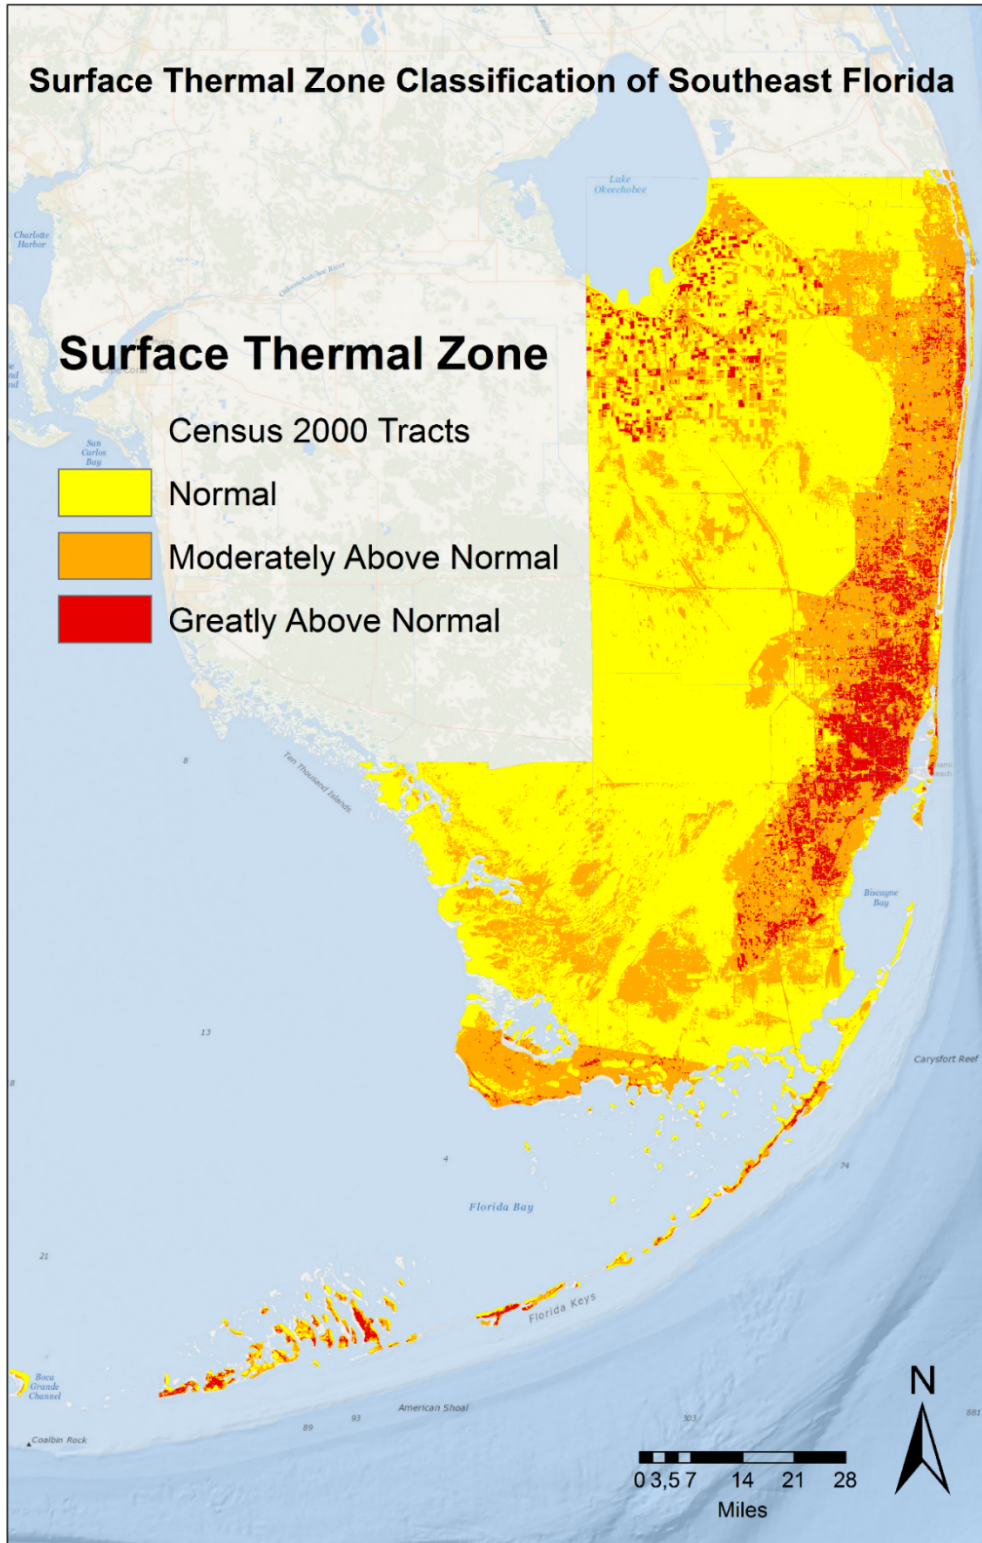 Surface Thermal Zone Classification of Southeast Florida
Lake
Okeechobee
Charlotte
Harbor
Caloosahatchee River
Surface Thermal Zone
Census 2000 Tracts
San
Carlos
Bay
Normal
Moderately Above Normal
Greatly Above Normal
8
Ten Thousand Islands
Biscayne
Bay
13
Carysfort Reef
18
4
74
Florida Bay
21
Florida Keys
Boca
Grande
Channel
American Shoal
93
89
303
881
Coalbin Rock
N
0 3,5 7 14 21 28
Miles